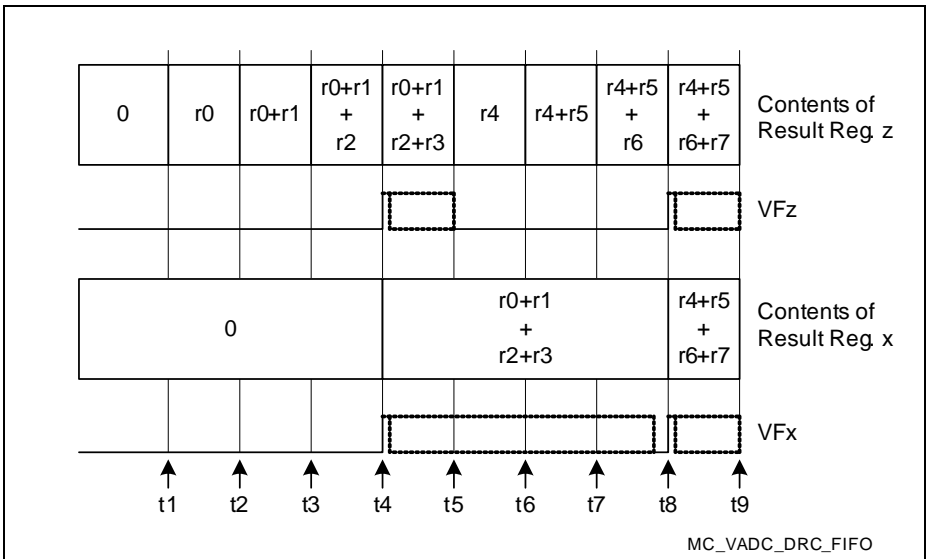 0
r0
r0+r1
r0+r1
+
r2
r0+r1
+
r2+r3
r4
r4+r5
r4+r5
+
r6
r4+r5
+
r6+r7
Contents of
Result Reg. z
VFz
0
r0+r1
+
r2+r3
r4+r5
+
r6+r7
Contents of
Result Reg. x
VFx
t1 t2 t3 t4 t5 t6 t7 t8 t9
MC_VADC_DRC_FIFO